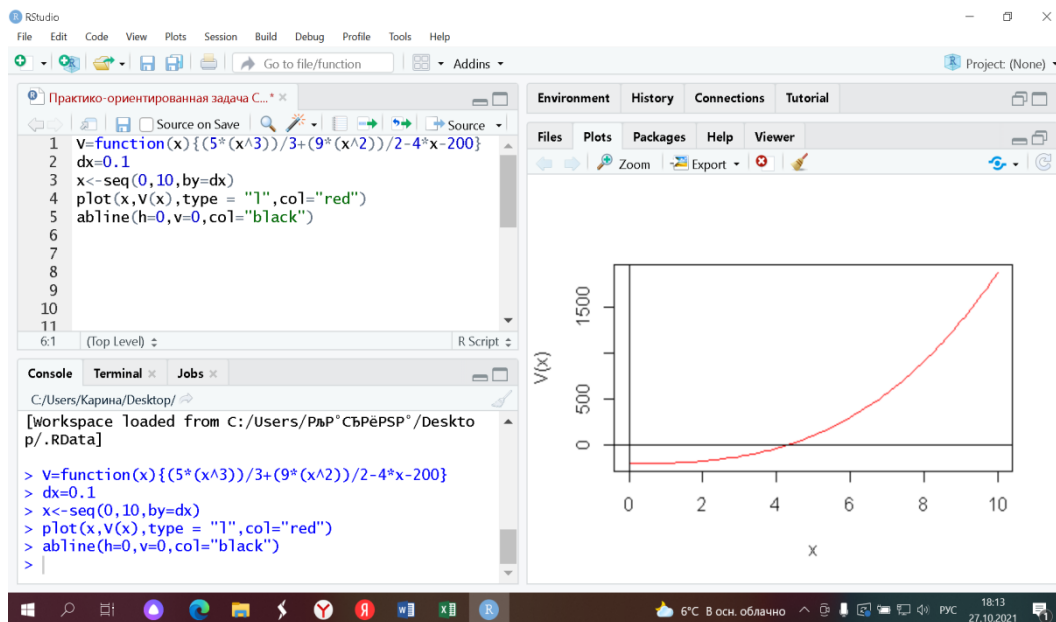 RStudio
File Edit Code View Plots Session Build Debug Profile Tools Help
Go to file/function Addins Project: (None)
Практико-ориентированная задача C...*
Source on Save Source
1 V=function(x){(5*(x^3))/3+(9*(x^2))/2-4*x-200}
2 dx=0.1
3 x<-seq(0,10,by=dx)
4 plot(x,V(x),type = "l",col="red")
5 abline(h=0,v=0,col="black")
6
7
8
9
10
11
6:1 (Top Level) R Script
Console Terminal Jobs
C:/Users/Карина/Desktop/
[Workspace loaded from C:/Users/РљР°СЂРёРЅР°/Deskto
p/.RData]
> V=function(x){(5*(x^3))/3+(9*(x^2))/2-4*x-200}
> dx=0.1
> x<-seq(0,10,by=dx)
> plot(x,V(x),type = "l",col="red")
> abline(h=0,v=0,col="black")
>
Environment History Connections Tutorial
Files Plots Packages Help Viewer
Zoom Export
V(x)
1500
500
0
0 2 4 6 8 10
x
6°C В осн. облачно РУС 18:13
27.10.2021